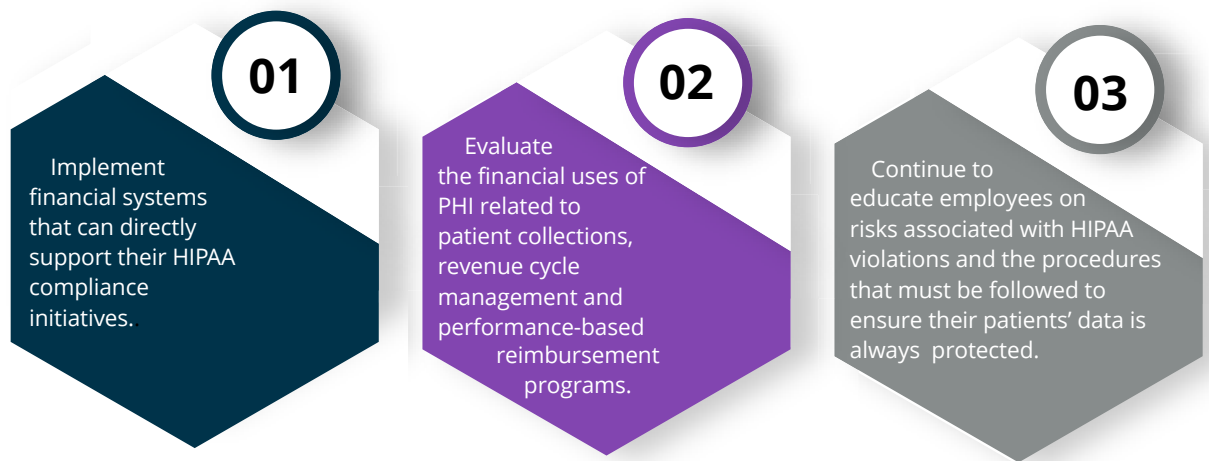 01
Implement
financial systems
that can directly
support their HIPAA
compliance
initiatives..
02
Evaluate
the financial uses of
PHI related to
patient collections,
revenue cycle
management and
performance-based
reimbursement
programs.
03
Continue to
educate employees on
risks associated with HIPAA
violations and the procedures
that must be followed to
ensure their patients’ data is
always protected.